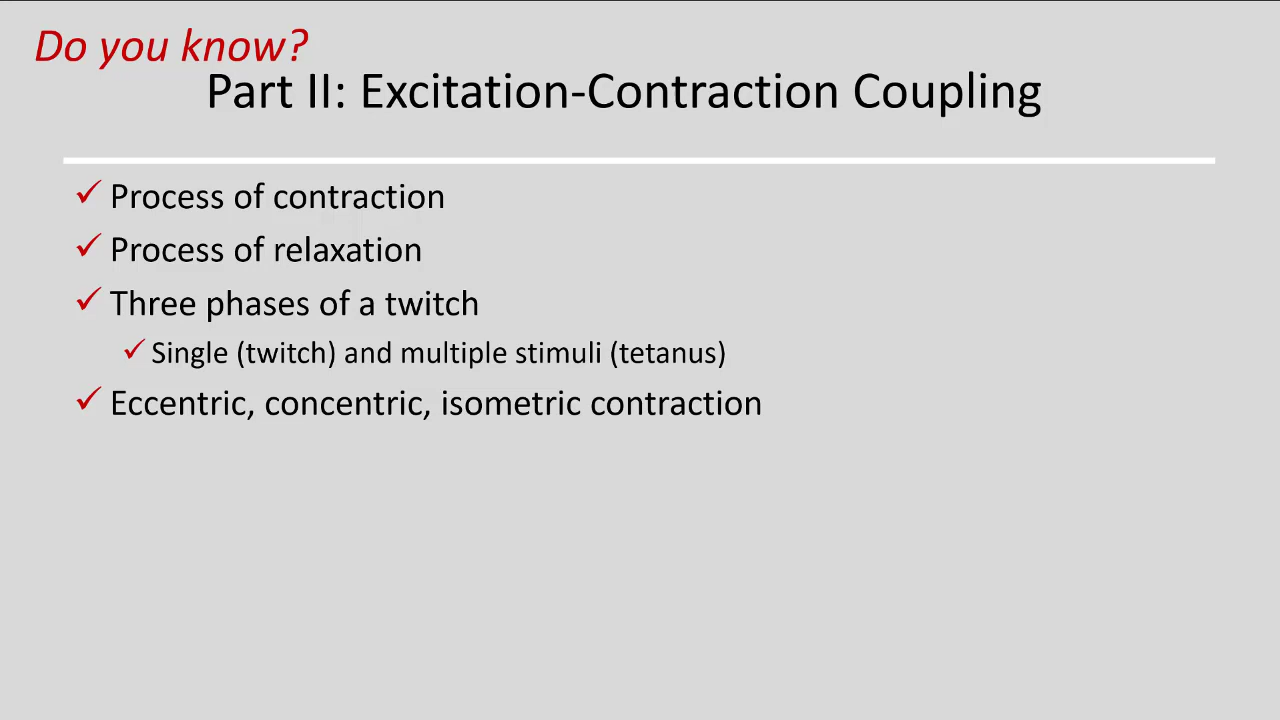 Do you know?
Part II: Excitation-Contraction Coupling
✓ Process of contraction
✓ Process of relaxation
✓ Three phases of a twitch
✓ Single (twitch) and multiple stimuli (tetanus)
✓ Eccentric, concentric, isometric contraction